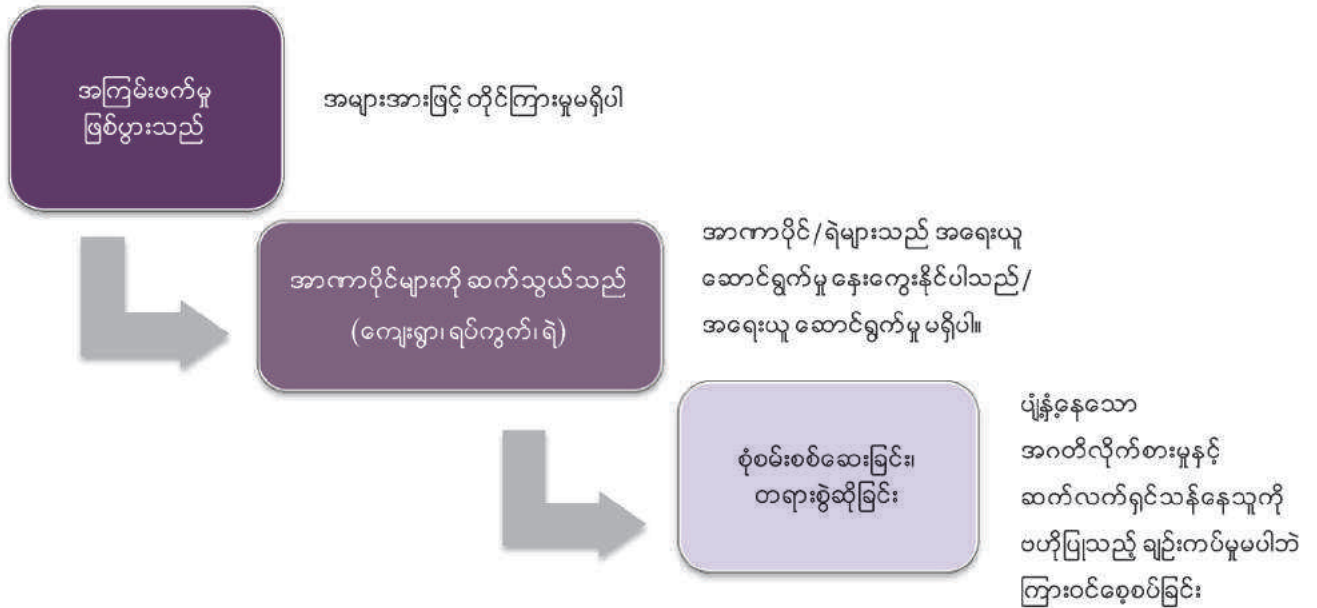 အကြမ်းဖက်မှု
ဖြစ်ပွားသည်
အများအားဖြင့် တိုင်ကြားမှုမရှိပါ
အာဏာပိုင်များကို ဆက်သွယ်သည်
(ကျေးရွာ၊ ရပ်ကွက်၊ ရဲ)
အာဏာပိုင်/ရဲများသည် အရေးယူ
ဆောင်ရွက်မှု နှေးကွေးနိုင်ပါသည်/
အရေးယူ ဆောင်ရွက်မှု မရှိပါ။
စုံစမ်းစစ်ဆေးခြင်း၊
တရားစွဲဆိုခြင်း
ပျံ့နှံ့နေသော
အဂတိလိုက်စားမှုနှင့်
ဆက်လက်ရှင်သန်နေသူကို
ဗဟိုပြုသည့် ချဉ်းကပ်မှုမပါဘဲ
ကြားဝင်စေ့စပ်ခြင်း